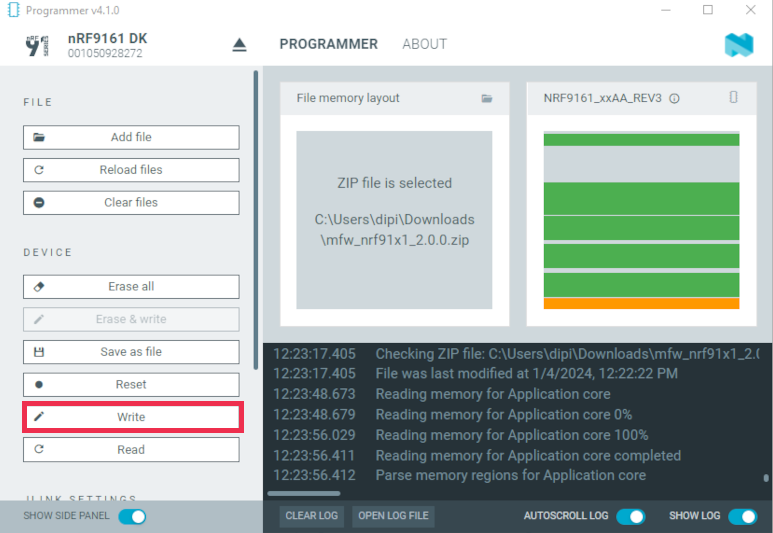 Programmer v4.1.0
nRF
91
SERIES
nRF9161 DK
001050928272
PROGRAMMER
ABOUT
FILE
Add file
Reload files
Clear files
DEVICE
Erase all
Erase & write
Save as file
Reset
Write
Read
JLINK SETTINGS
SHOW SIDE PANEL
File memory layout
ZIP file is selected
C:\Users\dipi\Downloads
\mfw_nrf91x1_2.0.0.zip
NRF9161_xxAA_REV3
12:23:17.405 Checking ZIP file: C:\Users\dipi\Downloads\mfw_nrf91x1_2.0
12:23:17.405 File was last modified at 1/4/2024, 12:22:22 PM
12:23:48.673 Reading memory for Application core
12:23:48.679 Reading memory for Application core 0%
12:23:56.029 Reading memory for Application core 100%
12:23:56.411 Reading memory for Application core completed
12:23:56.412 Parse memory regions for Application core
CLEAR LOG
OPEN LOG FILE
AUTOSCROLL LOG
SHOW LOG